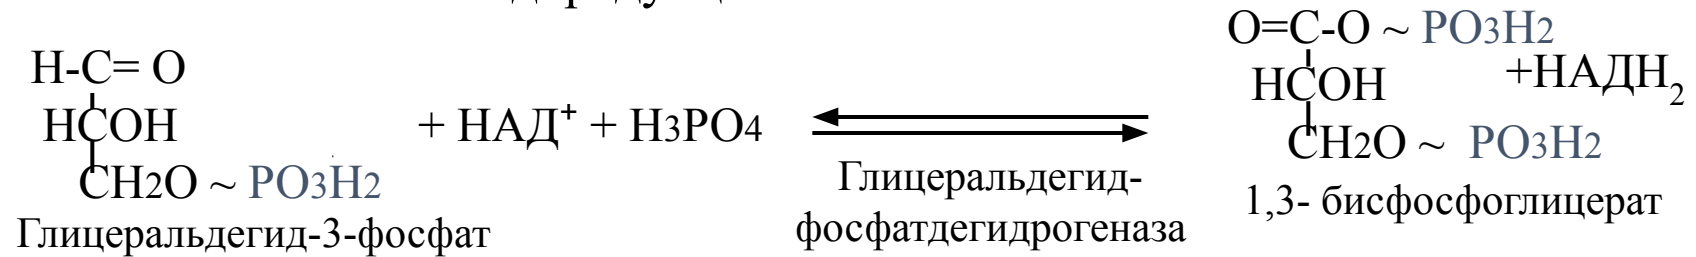 H-C= O
HCOH
CH2O ~ PO3H2
Глицеральдегид-3-фосфат
+ НАД⁺ + H3PO4
Глицеральдегид-
фосфатдегидрогеназа
O=C-O ~ PO3H2
HCOH
CH2O ~ PO3H2
+НАДН₂
1,3- бисфосфоглицерат